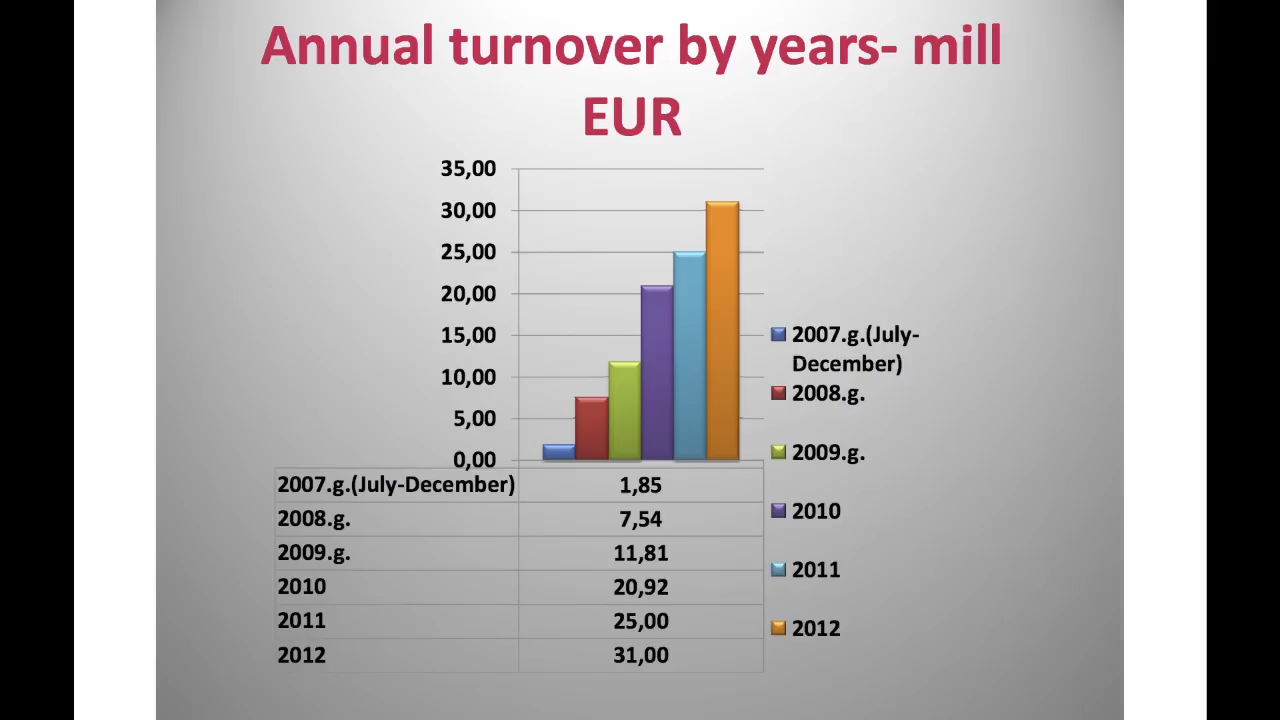 Annual turnover by years- mill
EUR
35,00
30,00
25,00
20,00
15,00
10,00
5,00
0,00
2007.g.(July-December) 1,85
2008.g. 7,54
2009.g. 11,81
2010 20,92
2011 25,00
2012 31,00
2007.g.(July-
December)
2008.g.
2009.g.
2010
2011
2012